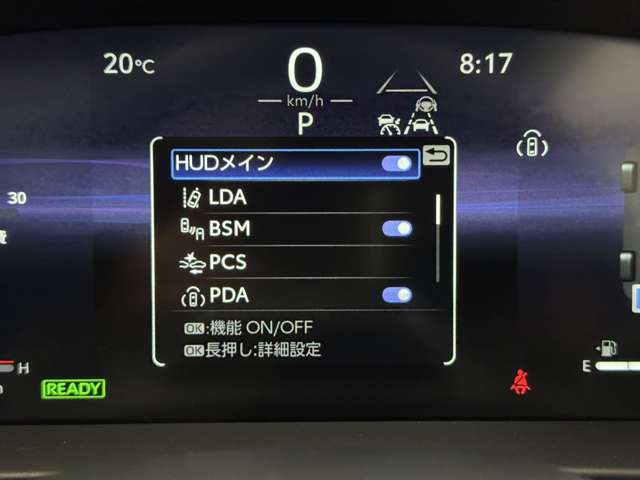 20℃
0
8:17
km/h
P
HUDメイン
30
LDA
BSM
費
PCS
PDA
OK:機能 ON/OFF
OK長押し:詳細設定
H
E
READY